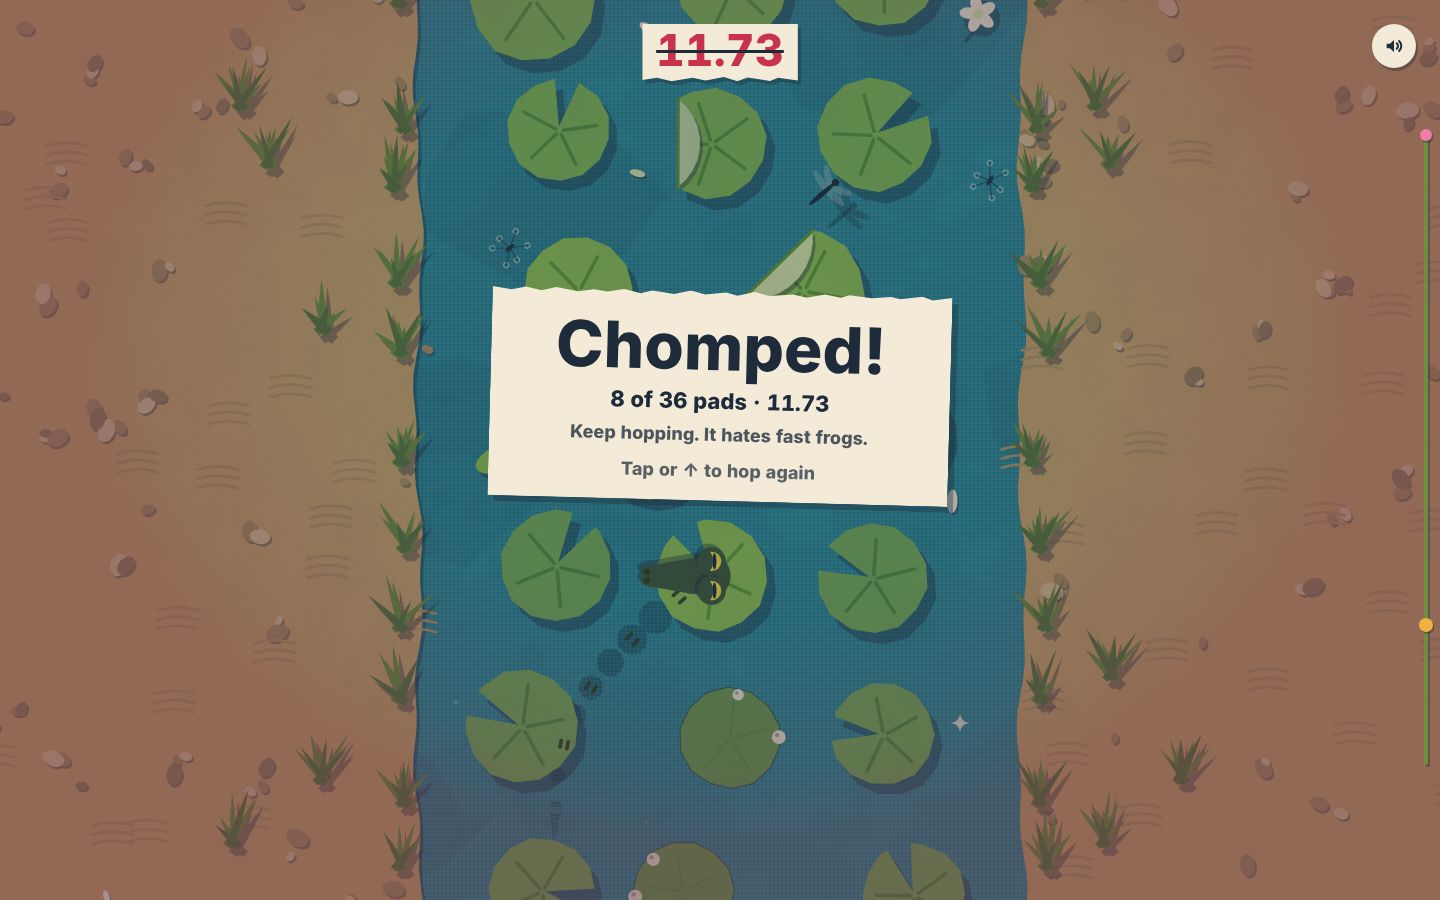 11.73
Chomped!
8 of 36 pads · 11.73
Keep hopping. It hates fast frogs.
Tap or ↑ to hop again